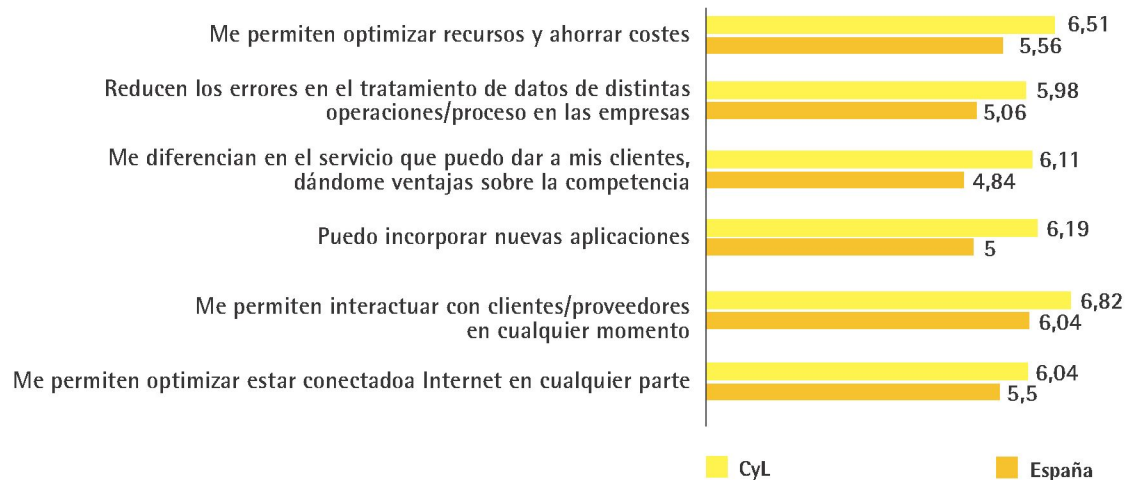 Me permiten optimizar recursos y ahorrar costes
6,51
5,56
Reducen los errores en el tratamiento de datos de distintas
operaciones/proceso en las empresas
5,98
5,06
Me diferencian en el servicio que puedo dar a mis clientes,
dándome ventajas sobre la competencia
6,11
4,84
Puedo incorporar nuevas aplicaciones
6,19
5
Me permiten interactuar con clientes/proveedores
en cualquier momento
6,82
6,04
Me permiten optimizar estar conectadoa Internet en cualquier parte
6,04
5,5
CyL
España